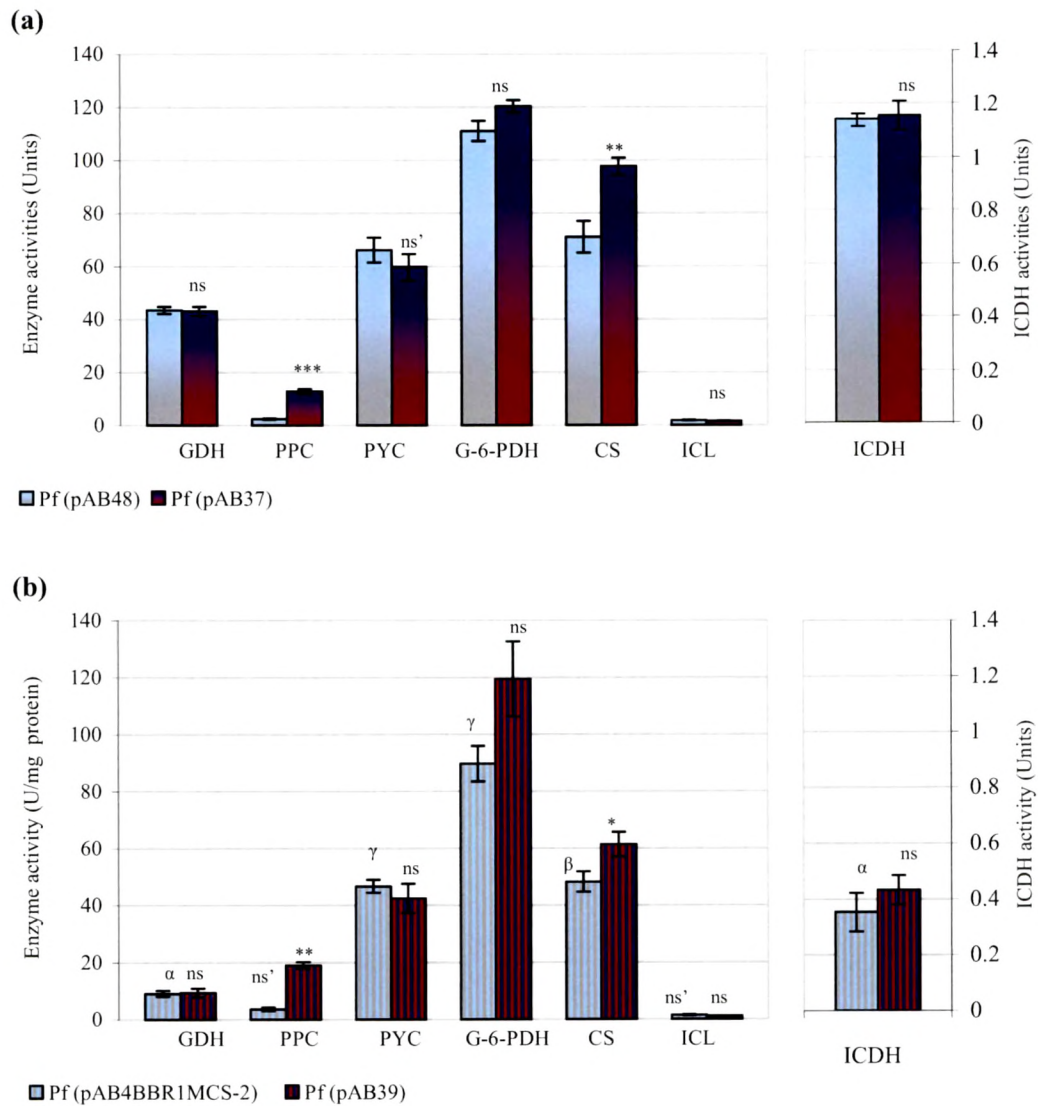 (a)
140
120
100
80
60
40
20
0
Enzyme activities (Units)
ns
***
ns’
ns
**
ns
GDH PPC PYC G-6-PDH CS ICL
ns
1.4
1.2
1
0.8
0.6
0.4
0.2
0
ICDH activities (Units)
ICDH
Pf (pAB48) Pf (pAB37)
(b)
140
120
100
80
60
40
20
0
Enzyme activity (U/mg protein)
α ns
ns’ **
γ ns
γ ns
β *
ns’ ns
GDH PPC PYC G-6-PDH CS ICL
α ns
1.4
1.2
1
0.8
0.6
0.4
0.2
0
ICDH activity (Units)
ICDH
Pf (pAB4BBR1MCS-2) Pf (pAB39)